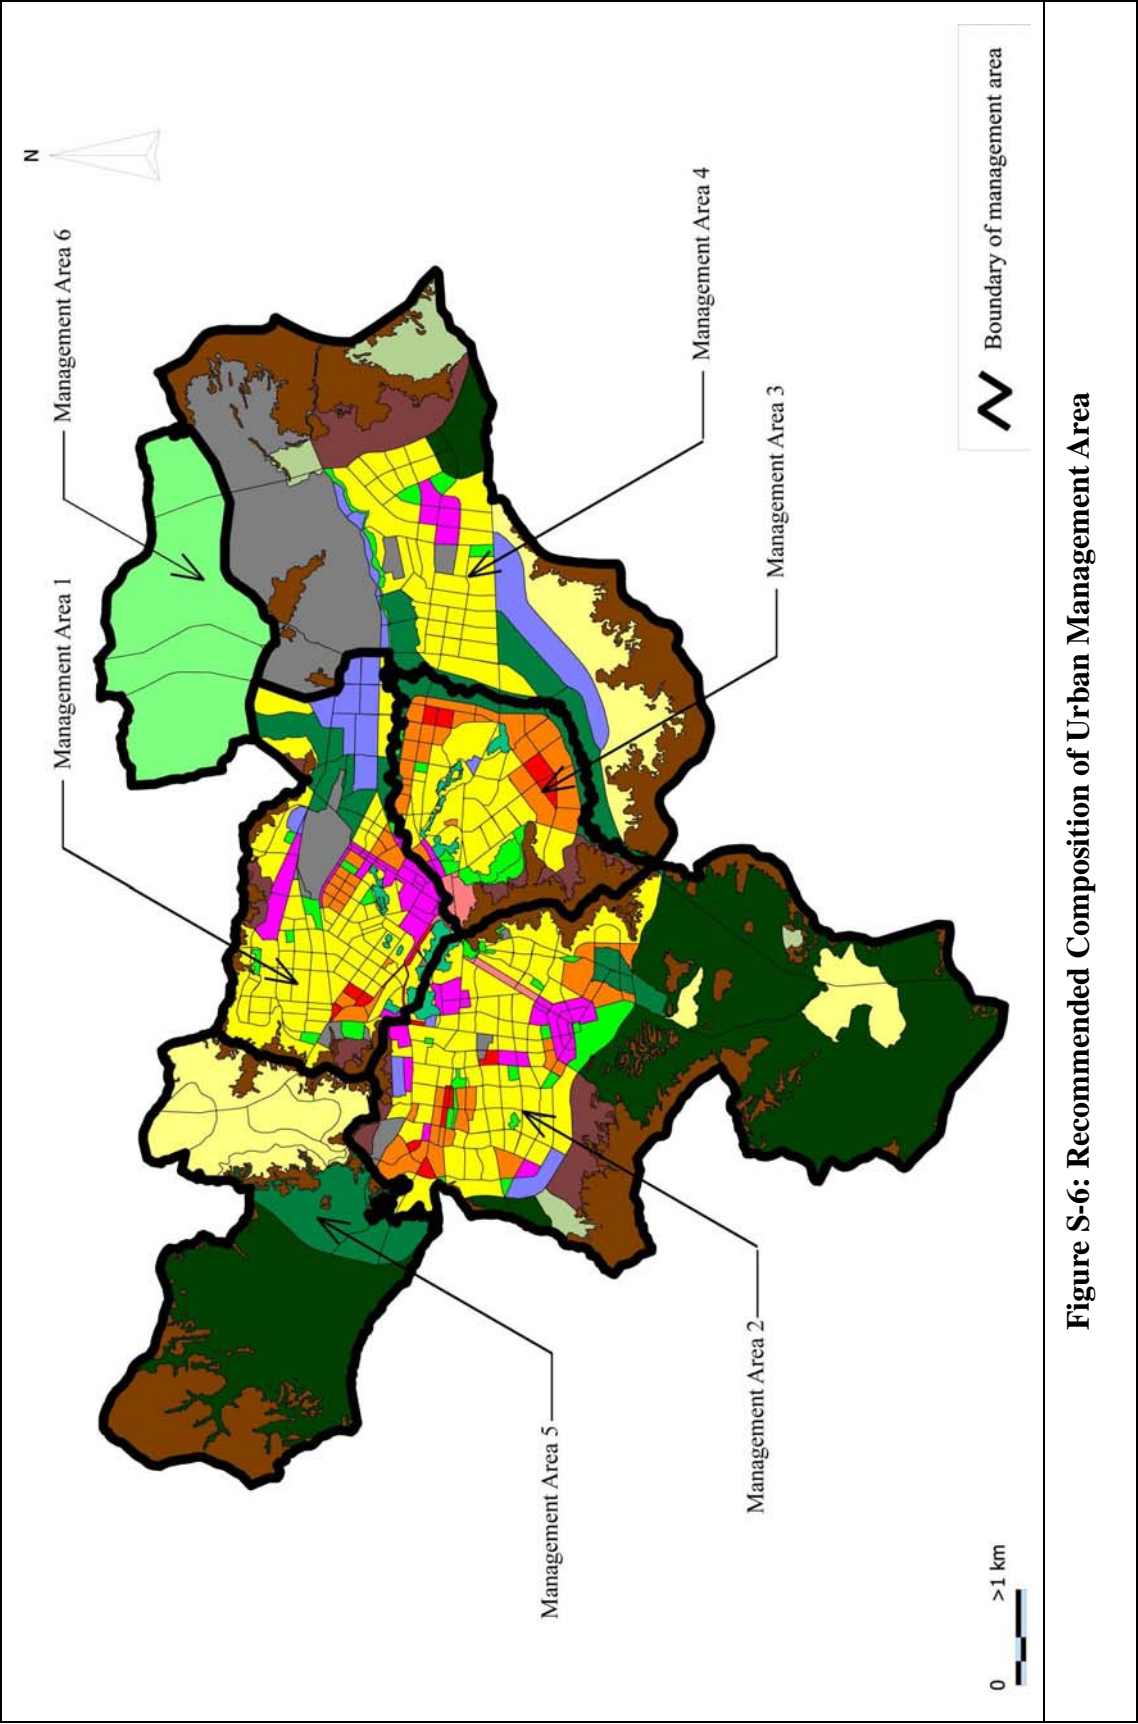 N
Management Area 6
Management Area 1
Management Area 4
Management Area 3
Management Area 5
Management Area 2
Boundary of management area
0
>1 km
Figure S-6: Recommended Composition of Urban Management Area